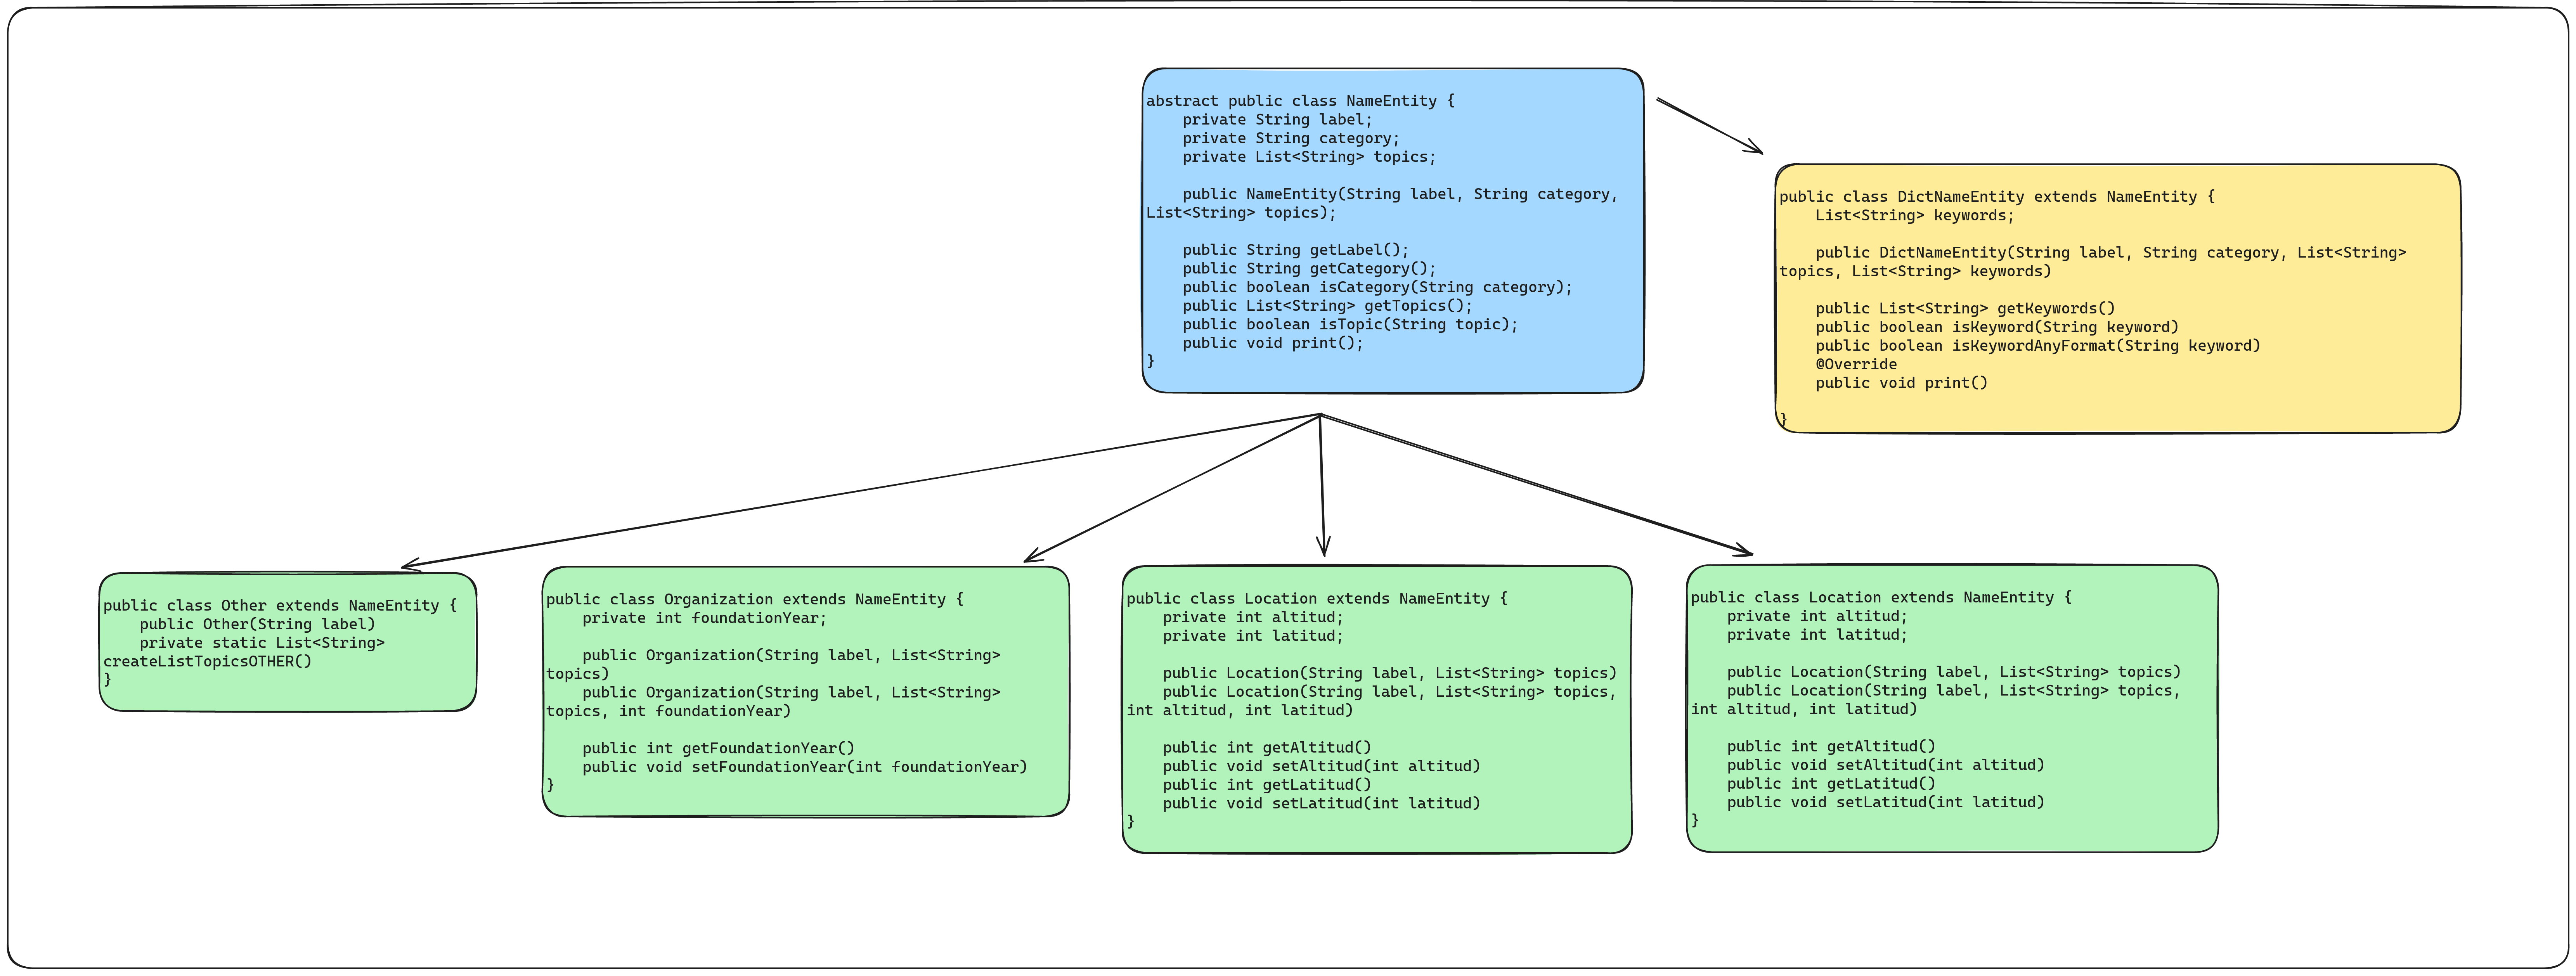 abstract public class NameEntity {
    private String label;
    private String category;
    private List<String> topics;

    public NameEntity(String label, String category,
List<String> topics);

    public String getLabel();
    public String getCategory();
    public boolean isCategory(String category);
    public List<String> getTopics();
    public boolean isTopic(String topic);
    public void print();
}

public class DictNameEntity extends NameEntity {
    List<String> keywords;

    public DictNameEntity(String label, String category, List<String>
topics, List<String> keywords)

    public List<String> getKeywords()
    public boolean isKeyword(String keyword)
    public boolean isKeywordAnyFormat(String keyword)
    @Override
    public void print()

}

public class Other extends NameEntity {
    public Other(String label)
    private static List<String>
createListTopicsOTHER()
}

public class Organization extends NameEntity {
    private int foundationYear;

    public Organization(String label, List<String>
topics)
    public Organization(String label, List<String>
topics, int foundationYear)

    public int getFoundationYear()
    public void setFoundationYear(int foundationYear)
}

public class Location extends NameEntity {
    private int altitud;
    private int latitud;

    public Location(String label, List<String> topics)
    public Location(String label, List<String> topics,
int altitud, int latitud)

    public int getAltitud()
    public void setAltitud(int altitud)
    public int getLatitud()
    public void setLatitud(int latitud)
}

public class Location extends NameEntity {
    private int altitud;
    private int latitud;

    public Location(String label, List<String> topics)
    public Location(String label, List<String> topics,
int altitud, int latitud)

    public int getAltitud()
    public void setAltitud(int altitud)
    public int getLatitud()
    public void setLatitud(int latitud)
}